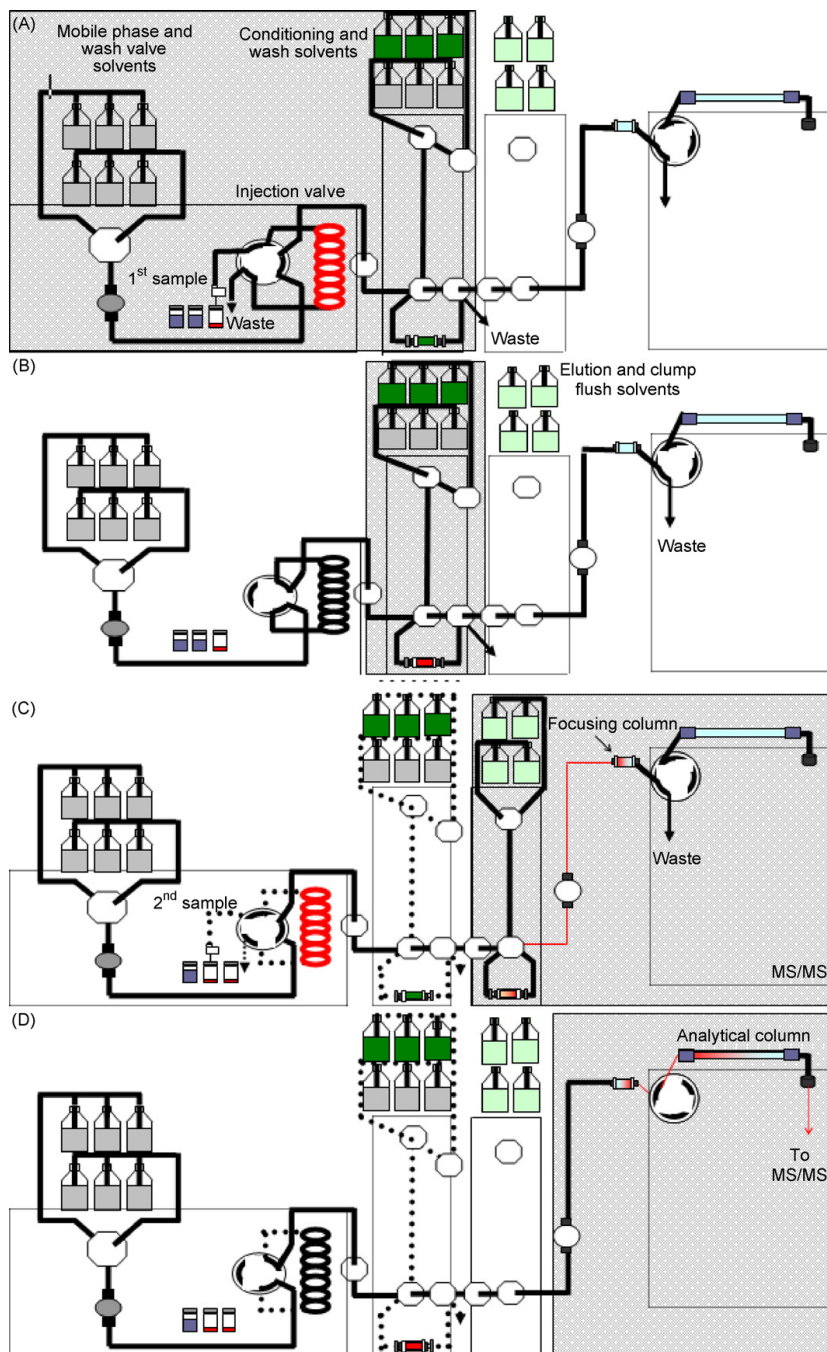 (A)
Mobile phase and
wash valve
solvents
Conditioning and
wash solvents
Injection valve
1st sample
Waste
Waste
(B)
Elution and clump
flush solvents
Waste
(C)
Focusing column
2nd sample
Waste
MS/MS
(D)
Analytical column
To
MS/MS